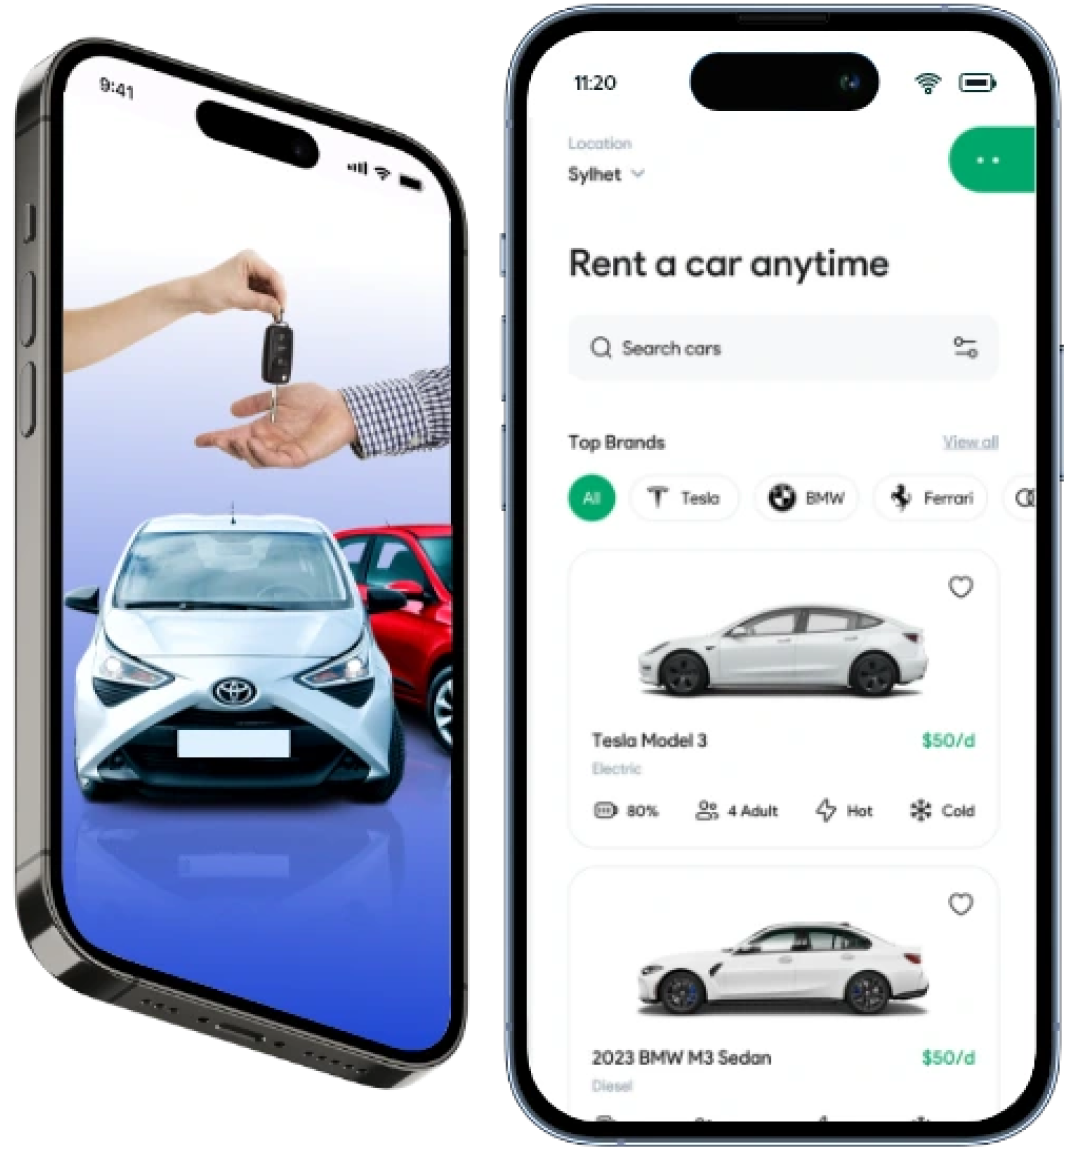 9:41
11:20
Location
Sylhet
Rent a car anytime
Search cars
Top Brands View all
All Tesla BMW Ferrari
Tesla Model 3 $50/d
Electric
80% 4 Adult Hot Cold
2023 BMW M3 Sedan $50/d
Diesel